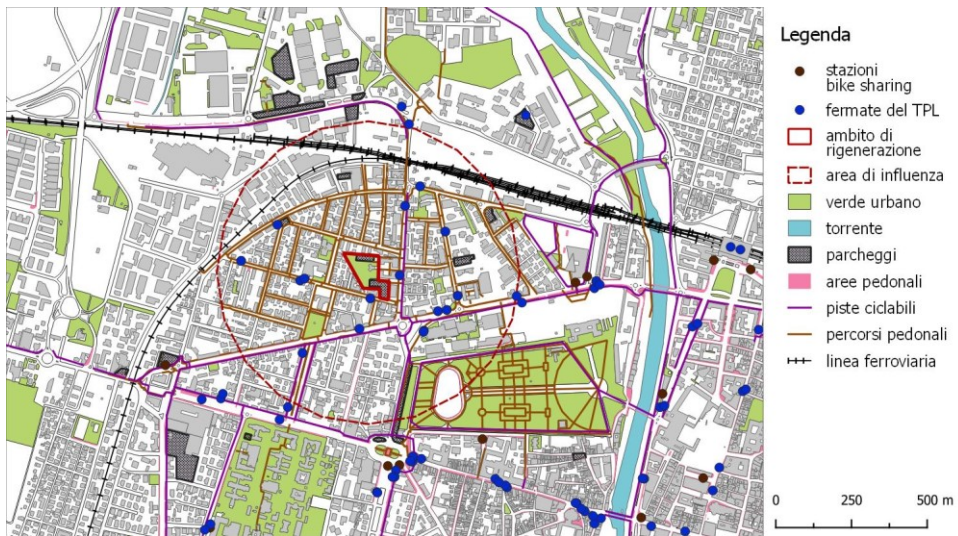 Legenda
stazioni
bike sharing
fermate del TPL
ambito di
rigenerazione
area di influenza
verde urbano
torrente
parcheggi
aree pedonali
piste ciclabili
percorsi pedonali
linea ferroviaria
0 250 500 m